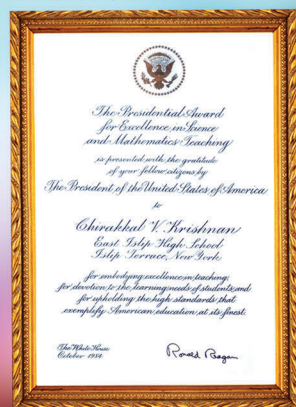 The Presidential Award
for Excellence in Science
and Mathematics Teaching
is presented with the gratitude
of your fellow citizens by
The President of the United States of America
to
Chirakkal V. Krishnan
East Islip High School
Islip Terrace, New York
for embodying excellence in teaching,
for devotion to the learning needs of students, and
for upholding the high standards that
exemplify American education at its finest.
The White House
October 1984
Ronald Reagan